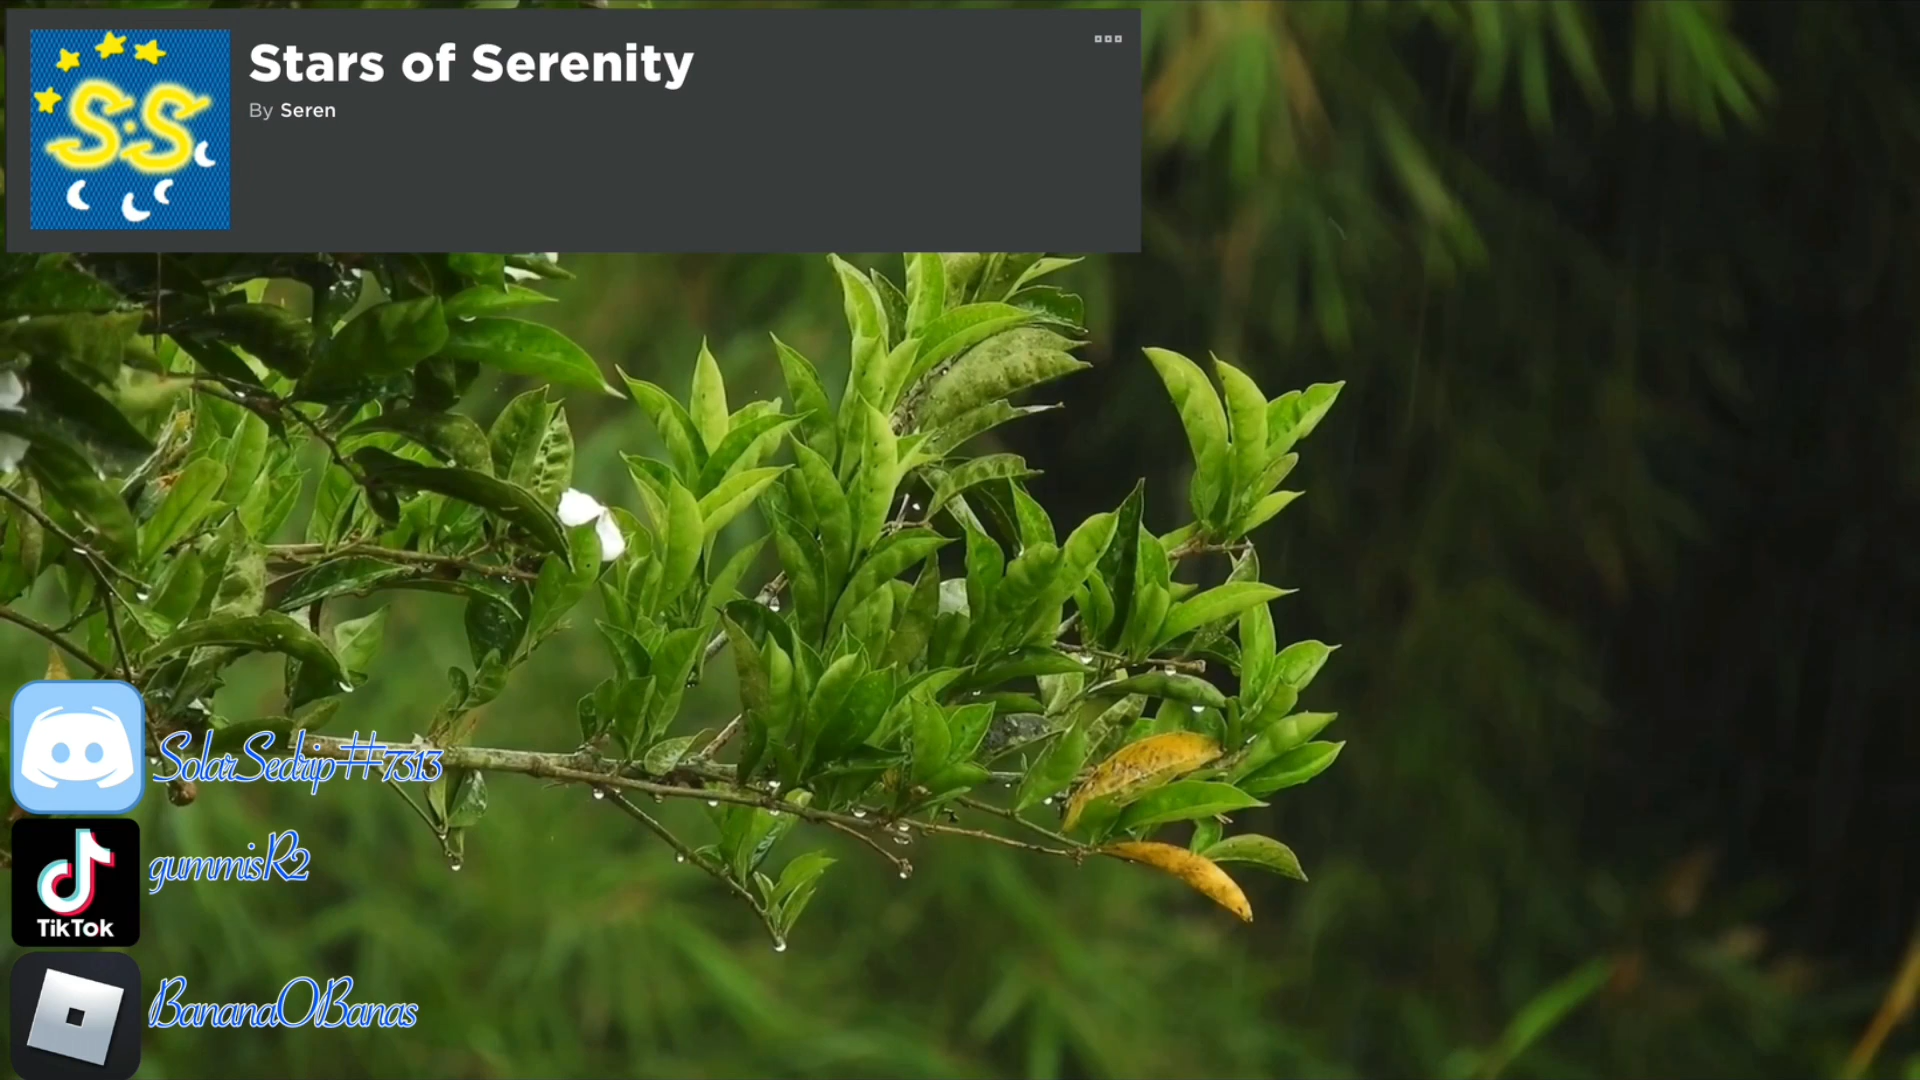 S.S
Stars of Serenity
By Seren
SolarSedrip#7313
gummisR2
TikTok
BananaOBanas